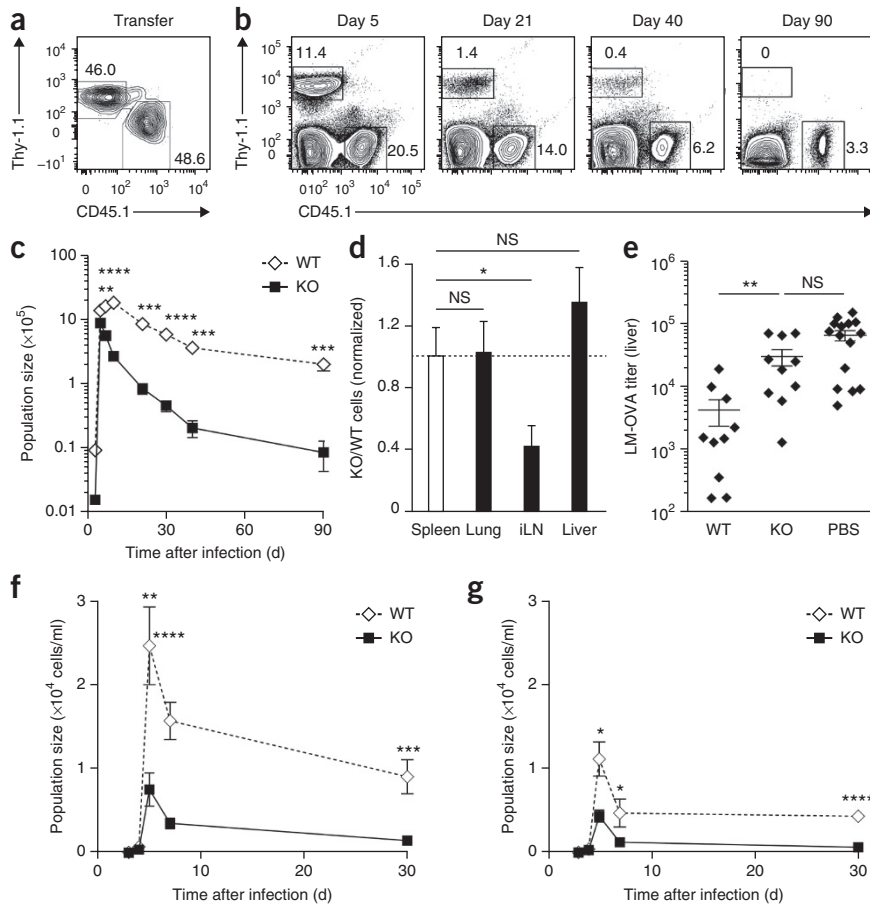 a
Transfer
Thy-1.1
10⁴
10³
10²
0
−10¹
46.0
48.6
0 10² 10⁴
CD45.1
b
Day 5 Day 21 Day 40 Day 90
Thy-1.1
10⁵
10⁴
10³
10²
0
11.4
20.5
1.4
14.0
0.4
6.2
0
3.3
010² 10³ 10⁴ 10⁵
CD45.1
c
Population size (×10⁵)
100
10
1
0.1
0.01
****
**
***
****
***
***
WT
KO
0 30 60 90
Time after infection (d)
d
KO/WT cells (normalized)
1.6
1.2
0.8
0.4
0
NS
*
NS
Spleen Lung iLN Liver
e
LM-OVA titer (liver)
10⁶
10⁵
10⁴
10³
10²
** NS
WT KO PBS
f
Population size (×10⁴ cells/ml)
3
2
1
0
**
****
***
WT
KO
0 10 20 30
Time after infection (d)
g
Population size (×10⁴ cells/ml)
3
2
1
0
*
*
****
WT
KO
0 10 20 30
Time after infection (d)